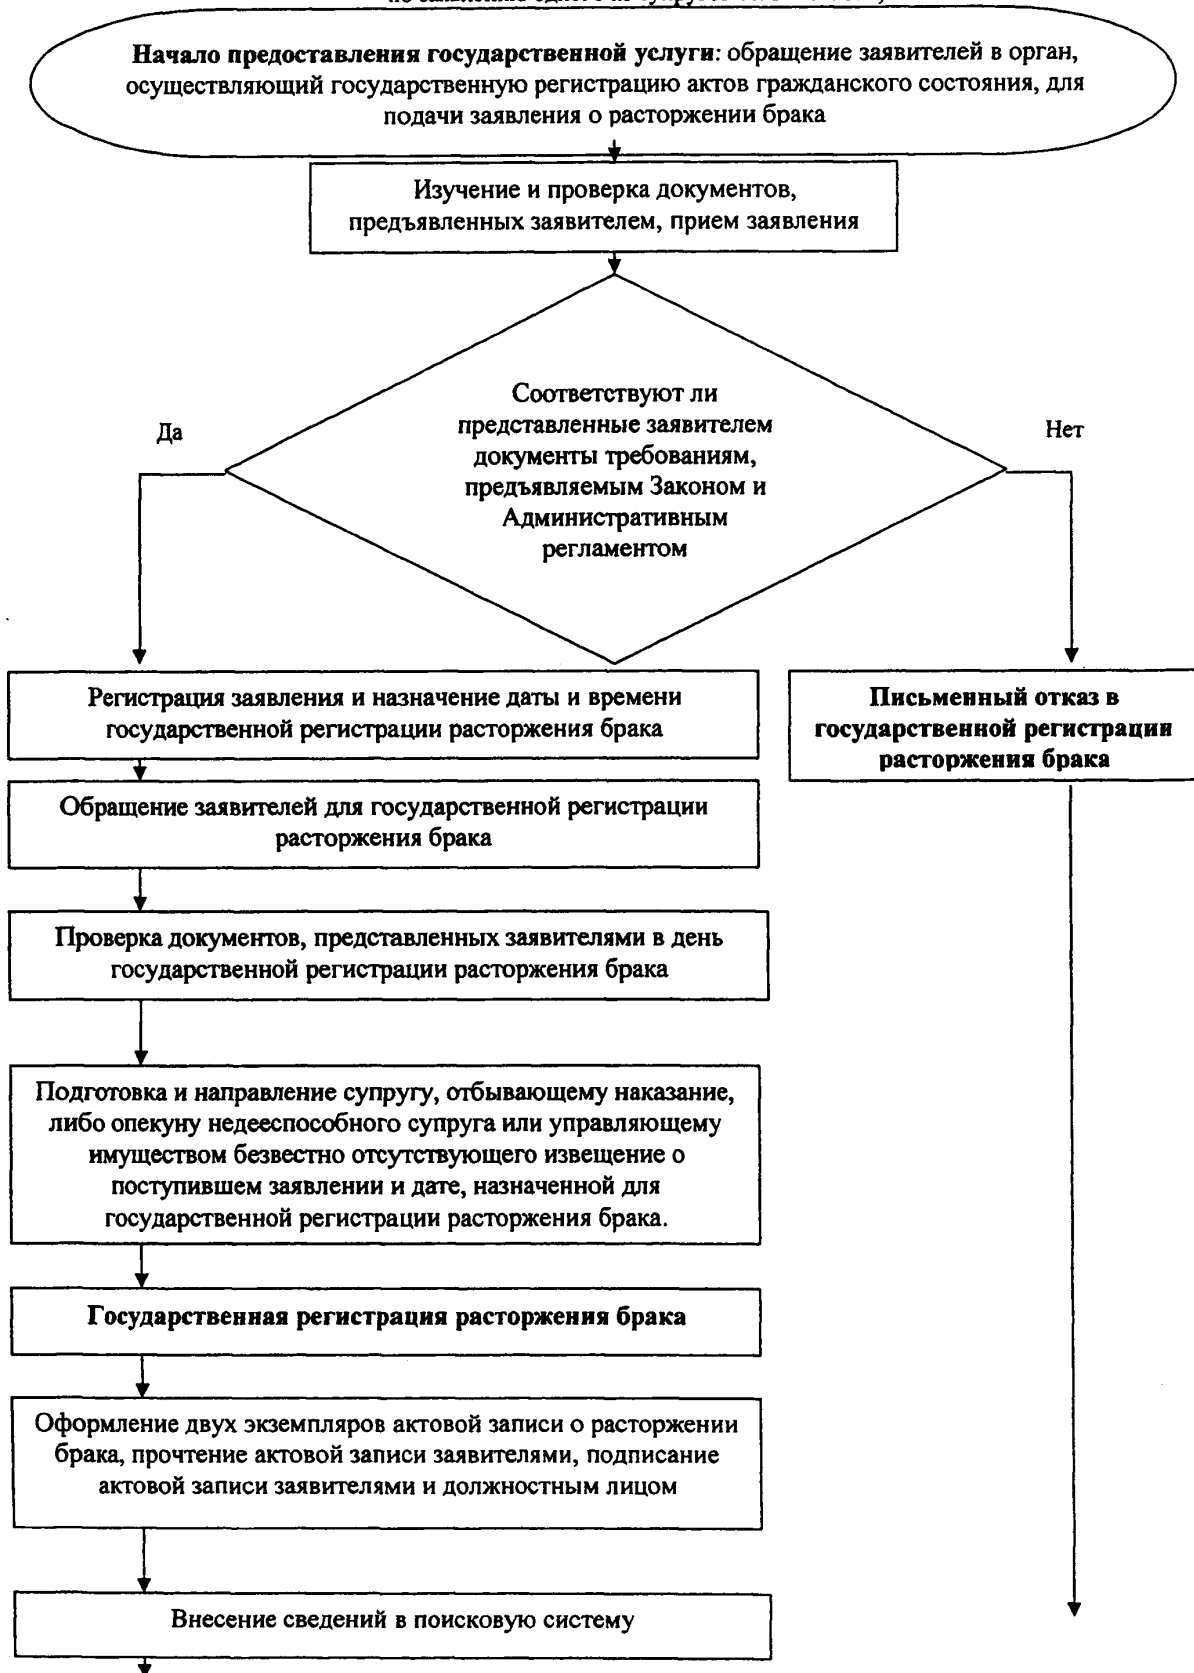 Начало предоставления государственной услуги: обращение заявителей в орган,
осуществляющий государственную регистрацию актов гражданского состояния, для
подачи заявления о расторжении брака
Изучение и проверка документов,
предъявленных заявителем, прием заявления
Соответствуют ли
представленные заявителем
документы требованиям,
предъявляемым Законом и
Административным
регламентом
Да
Нет
Регистрация заявления и назначение даты и времени
государственной регистрации расторжения брака
Письменный отказ в
государственной регистрации
расторжения брака
Обращение заявителей для государственной регистрации
расторжения брака
Проверка документов, представленных заявителями в день
государственной регистрации расторжения брака
Подготовка и направление супругу, отбывающему наказание,
либо опекуну недееспособного супруга или управляющему
имуществом безвестно отсутствующего извещение о
поступившем заявлении и дате, назначенной для
государственной регистрации расторжения брака.
Государственная регистрация расторжения брака
Оформление двух экземпляров актовой записи о расторжении
брака, прочтение актовой записи заявителями, подписание
актовой записи заявителями и должностным лицом
Внесение сведений в поисковую систему